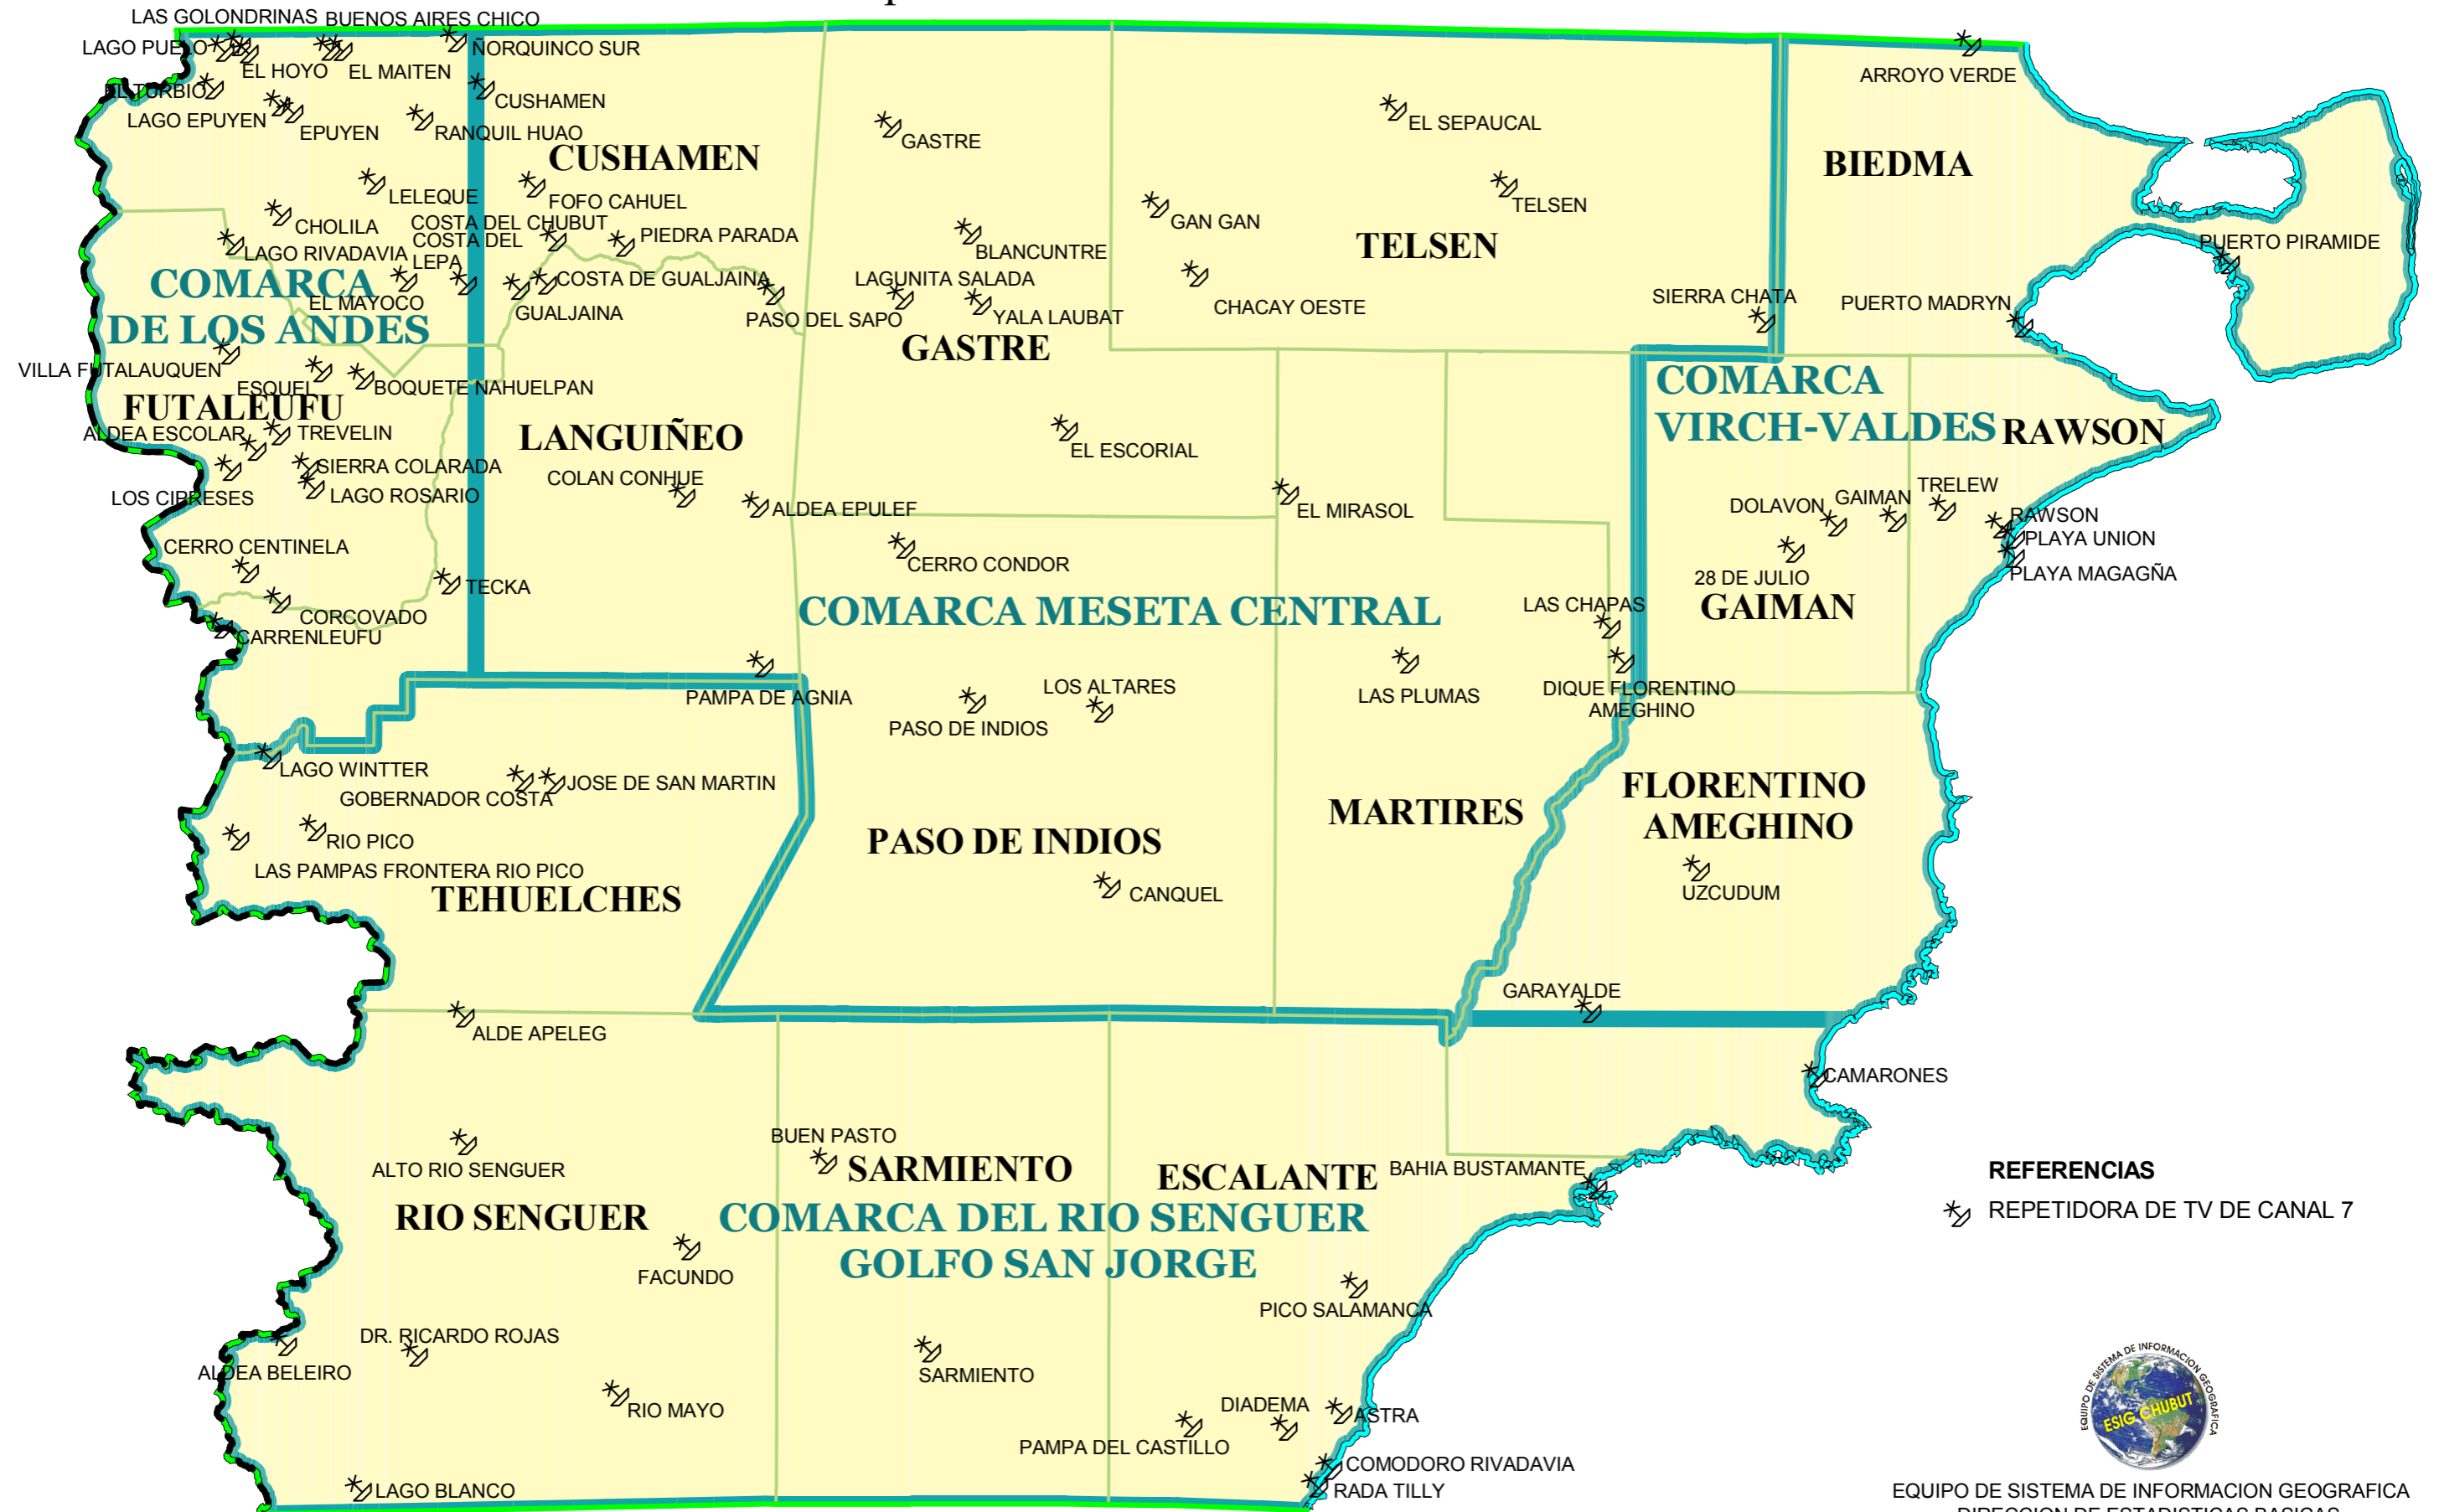 LAS GOLONDRINAS
BUENOS AIRES CHICO
LAGO PUELO
ÑORQUINCO SUR
EL HOYO
EL MAITEN
ARROYO VERDE
EL TURBIO
CUSHAMEN
LAGO EPUYEN
EPUYEN
RANQUIL HUAO
GASTRE
EL SEPAUCAL
CUSHAMEN
BIEDMA
LELEQUE
FOFO CAHUEL
TELSEN
CHOLILA
COSTA DEL CHUBUT
GAN GAN
COSTA DEL
LEPA
PIEDRA PARADA
BLANCUNTRE
TELSEN
PUERTO PIRAMIDE
LAGO RIVADAVIA
COMARCA
DE LOS ANDES
EL MAYOCO
GUALJAINA
COSTA DE GUALJAINA
PASO DEL SAPO
LAGUNITA SALADA
YALA LAUBAT
CHACAY OESTE
SIERRA CHATA
PUERTO MADRYN
GASTRE
VILLA FUTALAUQUEN
ESQUEL
BOQUETE NAHUELPAN
COMARCA
VIRCH-VALDES
RAWSON
FUTALEUFU
ALDEA ESCOLAR
TREVELIN
LANGUIÑEO
EL ESCORIAL
SIERRA COLARADA
COLAN CONHUE
LOS CIPRESES
LAGO ROSARIO
ALDEA EPULEF
EL MIRASOL
DOLAVON
GAIMAN
TRELEW
RAWSON
PLAYA UNION
PLAYA MAGAGÑA
CERRO CENTINELA
CERRO CONDOR
28 DE JULIO
TECKA
COMARCA MESETA CENTRAL
LAS CHAPAS
GAIMAN
CORCOVADO
CARRENLEUFU
PAMPA DE AGNIA
LOS ALTARES
PASO DE INDIOS
LAS PLUMAS
DIQUE FLORENTINO
AMEGHINO
LAGO WINTTER
GOBERNADOR COSTA
JOSE DE SAN MARTIN
FLORENTINO
AMEGHINO
MARTIRES
RIO PICO
PASO DE INDIOS
LAS PAMPAS FRONTERA RIO PICO
TEHUELCHES
CANQUEL
UZCUDUM
GARAYALDE
ALDE APELEG
CAMARONES
BUEN PASTO
ALTO RIO SENGUER
SARMIENTO
ESCALANTE
BAHIA BUSTAMANTE
REFERENCIAS
REPETIDORA DE TV DE CANAL 7
RIO SENGUER
COMARCA DEL RIO SENGUER
GOLFO SAN JORGE
FACUNDO
PICO SALAMANCA
DR. RICARDO ROJAS
ALDEA BELEIRO
SARMIENTO
RIO MAYO
DIADEMA
ASTRA
PAMPA DEL CASTILLO
COMODORO RIVADAVIA
RADA TILLY
LAGO BLANCO
EQUIPO DE SISTEMA DE INFORMACION GEOGRAFICA
ESIG CHUBUT
EQUIPO DE SISTEMA DE INFORMACION GEOGRAFICA
DIRECCION DE ESTADISTICAS BASICAS